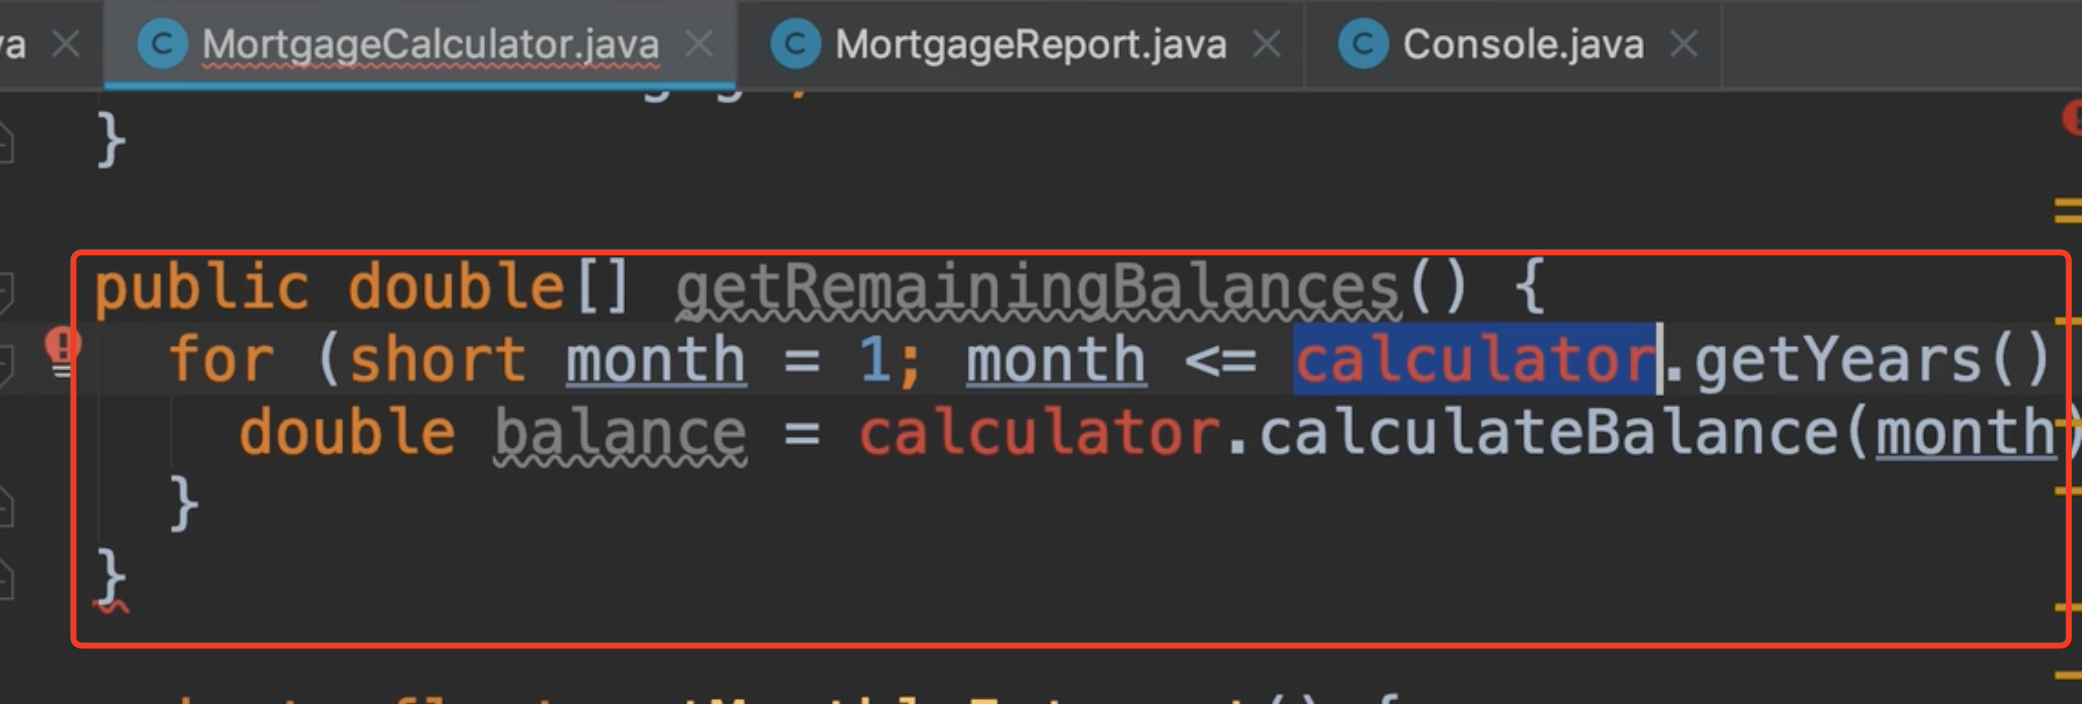 va MortgageCalculator.java MortgageReport.java Console.java
}
public double[] getRemainingBalances() {
for (short month = 1; month <= calculator.getYears()
double balance = calculator.calculateBalance(month)
}
}